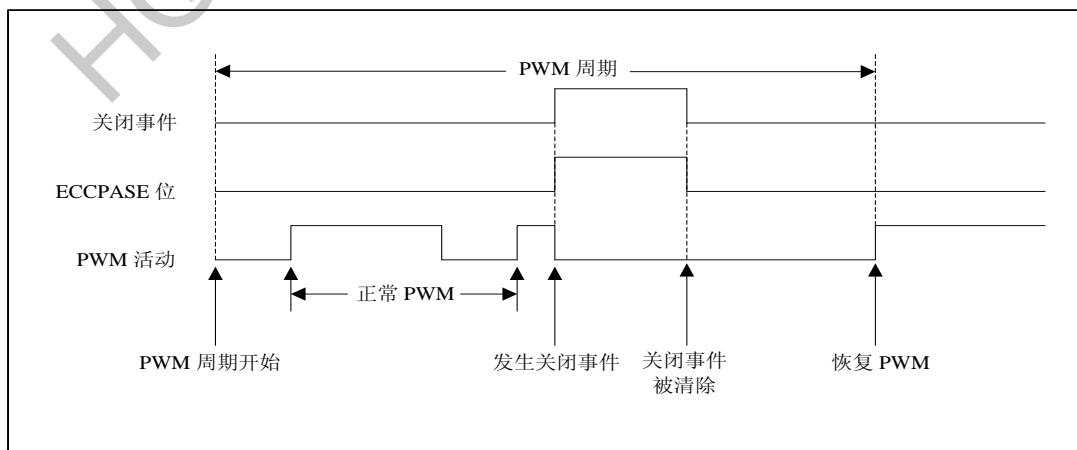 PWM 周期
关闭事件
ECCPASE 位
PWM 活动
正常 PWM
PWM 周期开始
发生关闭事件
关闭事件
被清除
恢复 PWM